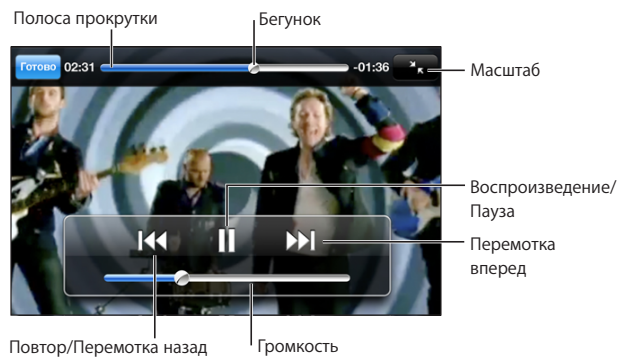 Полоса прокрутки
Бегунок
Готово 02:31 -01:36
Масштаб
Воспроизведение/
Пауза
Перемотка
вперед
Повтор/Перемотка назад
Громкость